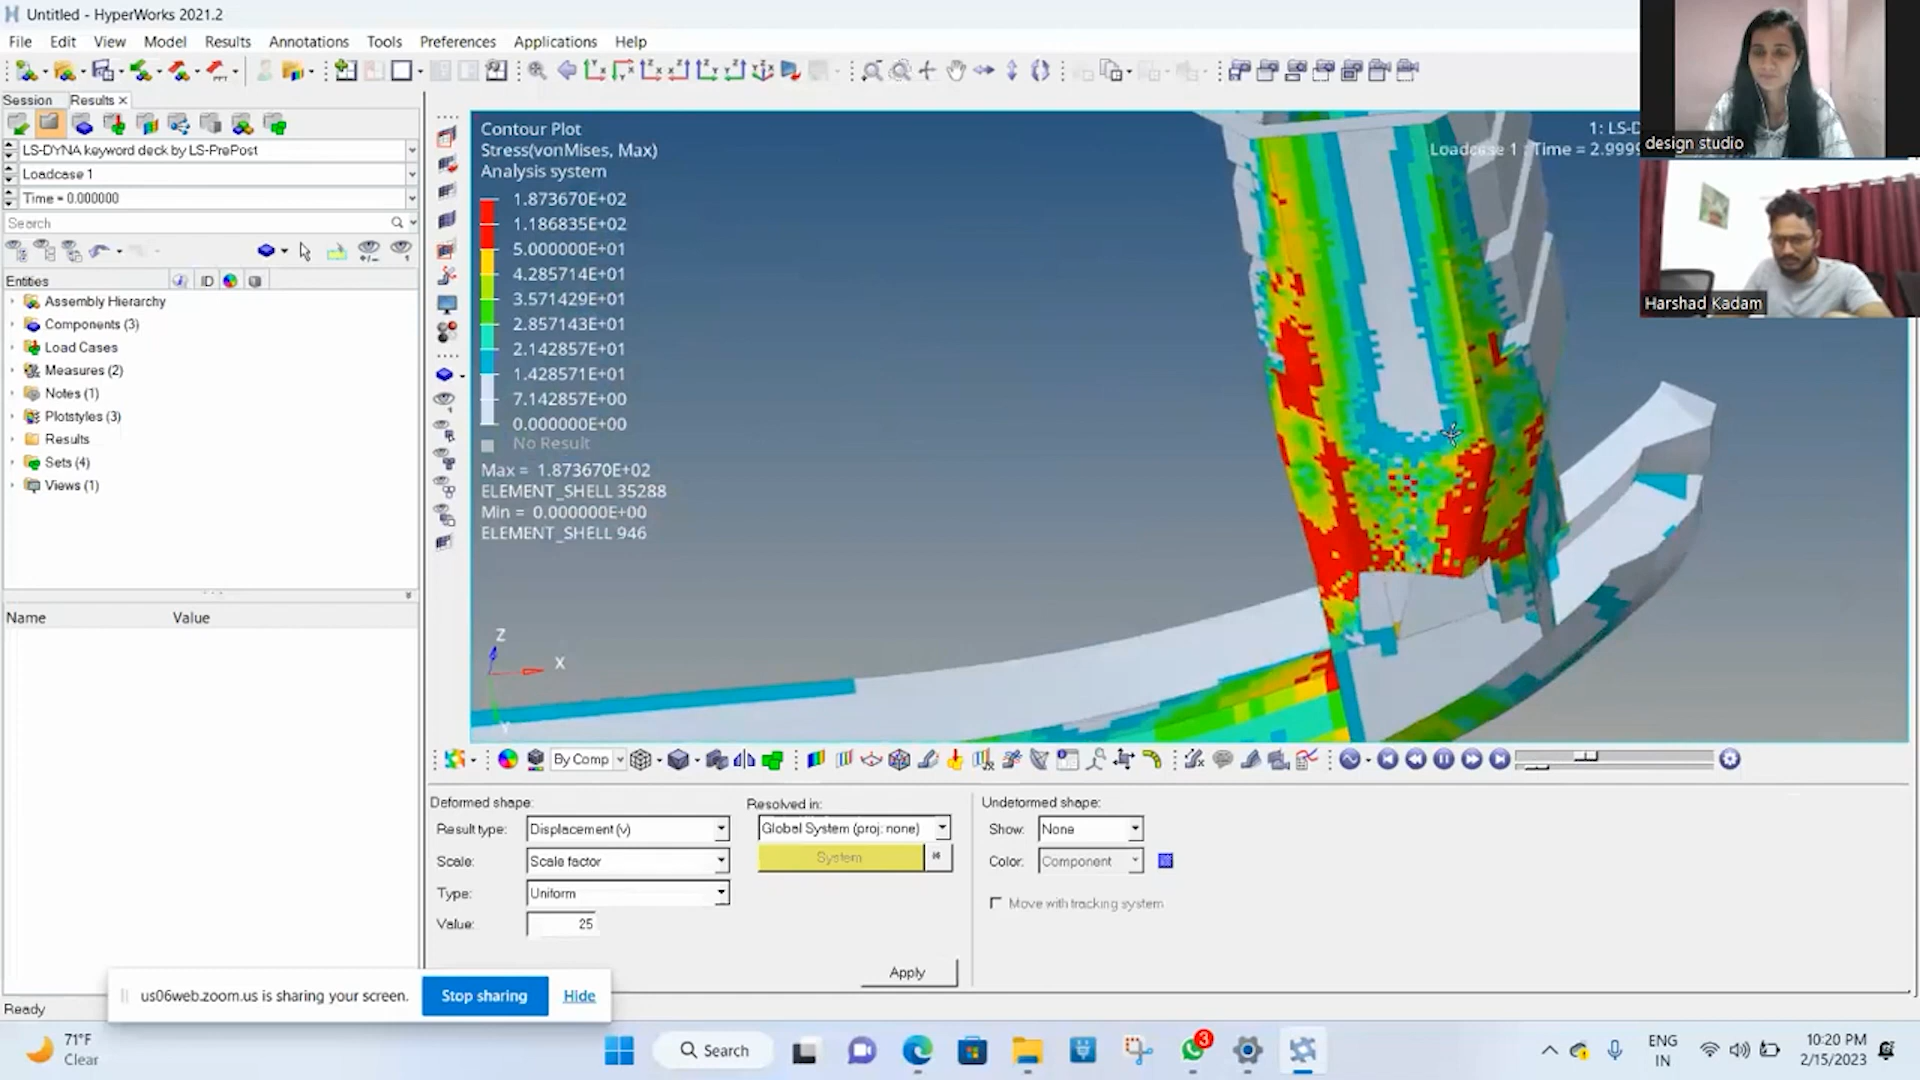 Untitled - HyperWorks 2021.2
File Edit View Model Results Annotations Tools Preferences Applications Help
Session Results
LS-DYNA keyword deck by LS-PrePost
Loadcase 1
Time = 0.000000
Search
Entities ID
Assembly Hierarchy
Components (3)
Load Cases
Measures (2)
Notes (1)
Plotstyles (3)
Results
Sets (4)
Views (1)
Name Value
Contour Plot
Stress(vonMises, Max)
Analysis system
1.873670E+02
1.186835E+02
5.000000E+01
4.285714E+01
3.571429E+01
2.857143E+01
2.142857E+01
1.428571E+01
7.142857E+00
0.000000E+00
No Result
Max = 1.873670E+02
ELEMENT_SHELL 35288
Min = 0.000000E+00
ELEMENT_SHELL 946
1: LS-D
Loadcase 1 : Time = 2.9999
Z
X
Y
design studio
Harshad Kadam
By Comp
Deformed shape:
Result type: Displacement (v)
Scale: Scale factor
Type: Uniform
Value: 25
Resolved in:
Global System (proj: none)
System
Apply
Undeformed shape:
Show: None
Color: Component
Move with tracking system
us06web.zoom.us is sharing your screen. Stop sharing Hide
Ready
71°F
Clear
Search
3
ENG
IN
10:20 PM
2/15/2023